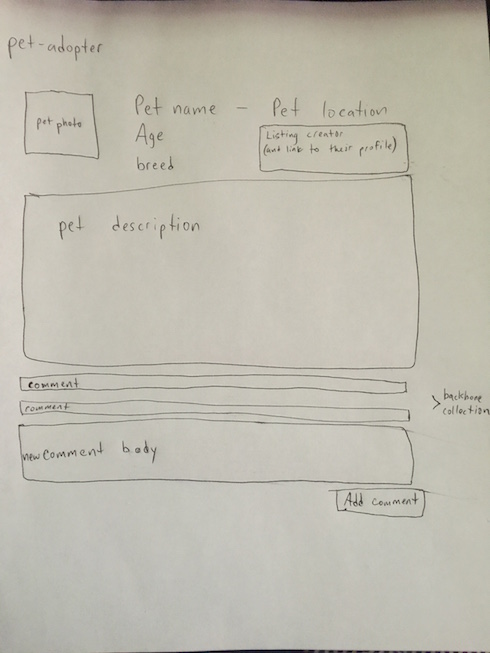 pet-adopter
pet photo
Pet name - Pet location
Age
breed
Listing creator
(and link to their profile)
pet description
comment
comment
backbone
collection
new comment body
Add comment